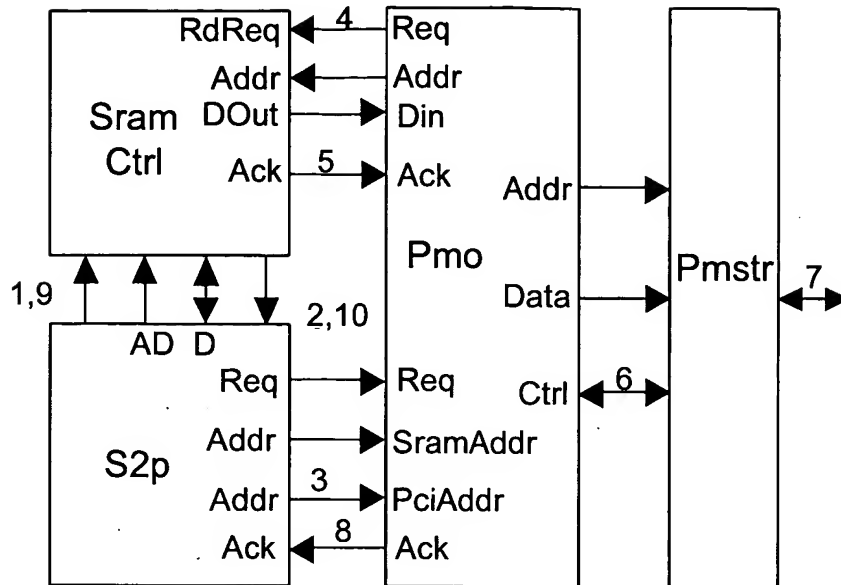 RdReq 4 Req
Addr Addr
Sram Ctrl
DOut Din
Ack 5 Ack
Addr
Pmo
Pmstr
7
Data
1,9
2,10
AD D
Req Req
Ctrl 6
Addr SramAddr
S2p
Addr 3 PciAddr
Ack 8 Ack